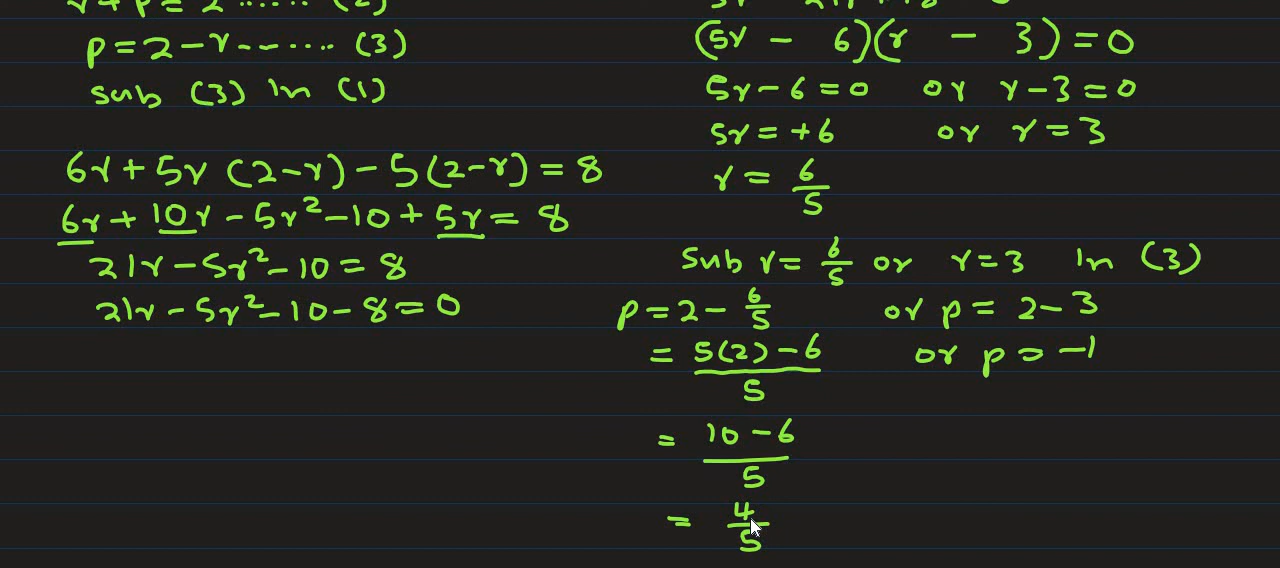 r + p = 2 ...... (2)
p = 2 - r ------ (3)
sub (3) in (1)
6r + 5r (2-r) - 5(2-r) = 8
6r + 10r - 5r² - 10 + 5r = 8
21r - 5r² - 10 = 8
21r - 5r² - 10 - 8 = 0
(5r - 6)(r - 3) = 0
5r - 6 = 0 or r - 3 = 0
5r = +6 or r = 3
r = 6/5
sub r = 6/5 or r = 3 in (3)
p = 2 - 6/5 or p = 2 - 3
= 5(2) - 6 / 5 or p = -1
= 10 - 6 / 5
= 4/5